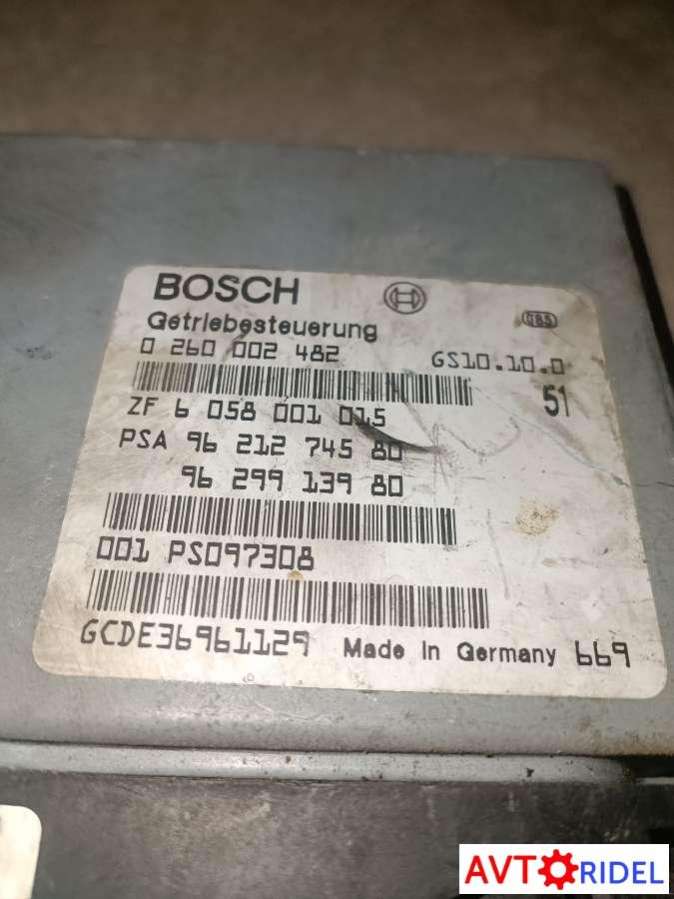 BOSCH
085
Getriebesteuerung
0 260 002 482 GS10.10.0
51
ZF 6 058 001 015
PSA 96 212 745 80
96 299 139 80
001 PS097308
GCDE36961129 Made in Germany 669
AVTORIDEL